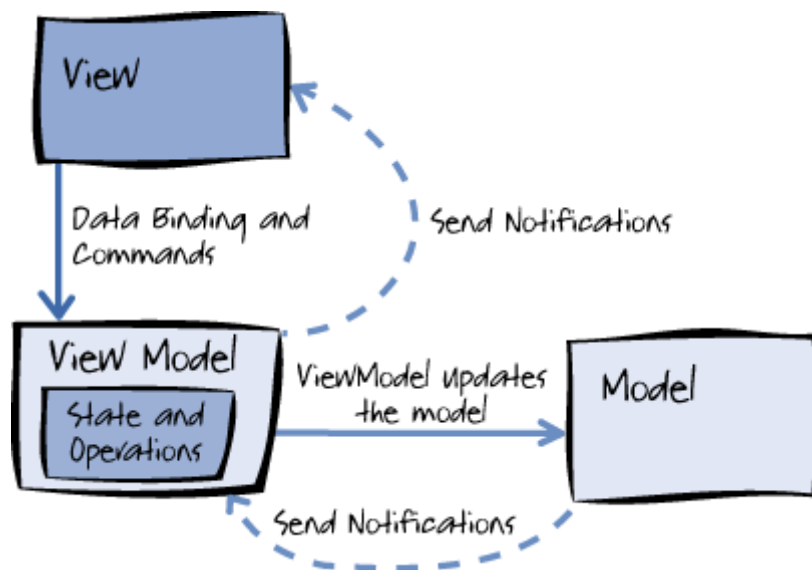 View
Data Binding and
Commands
Send Notifications
View Model
State and
Operations
ViewModel updates
the model
Model
Send Notifications